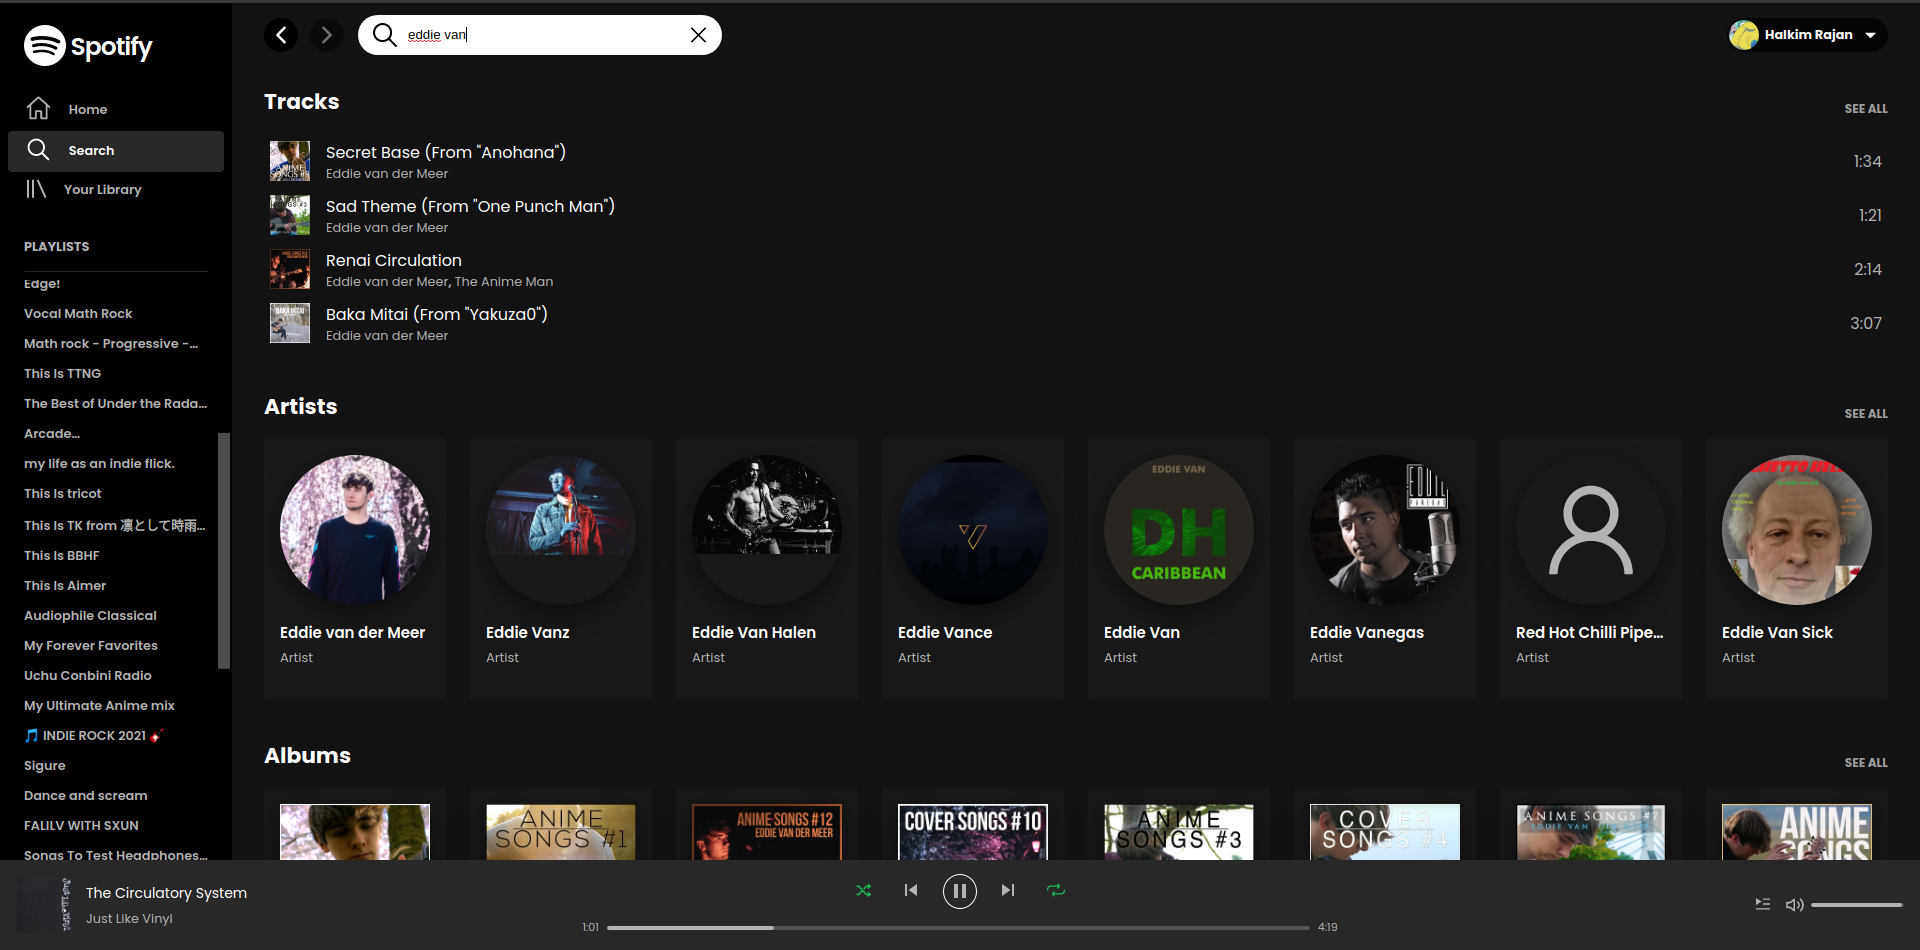 Spotify
eddie van
Halkim Rajan
Home
Search
Your Library
PLAYLISTS
Edge!
Vocal Math Rock
Math rock - Progressive -...
This Is TTNG
The Best of Under the Rada...
Arcade...
my life as an indie flick.
This Is tricot
This Is TK from 凛として時雨...
This Is BBHF
This Is Aimer
Audiophile Classical
My Forever Favorites
Uchu Conbini Radio
My Ultimate Anime mix
🎵 INDIE ROCK 2021 🎸
Sigure
Dance and scream
FALILV WITH SXUN
Songs To Test Headphones...
Tracks
SEE ALL
Secret Base (From "Anohana")
Eddie van der Meer
1:34
Sad Theme (From "One Punch Man")
Eddie van der Meer
1:21
Renai Circulation
Eddie van der Meer, The Anime Man
2:14
Baka Mitai (From "Yakuza0")
Eddie van der Meer
3:07
Artists
SEE ALL
EDDIE VAN
DH
CARIBBEAN
Eddie van der Meer
Artist
Eddie Vanz
Artist
Eddie Van Halen
Artist
Eddie Vance
Artist
Eddie Van
Artist
Eddie Vanegas
Artist
Red Hot Chilli Pipe...
Artist
Eddie Van Sick
Artist
Albums
SEE ALL
ANIME
SONGS #1
ANIME SONGS #12
EDDIE VAN DER MEER
COVER SONGS #10
ANIME
SONGS #3
COVER
SONGS #4
ANIME SONGS #7
ANIME
SONGS
The Circulatory System
Just Like Vinyl
1:01
4:19